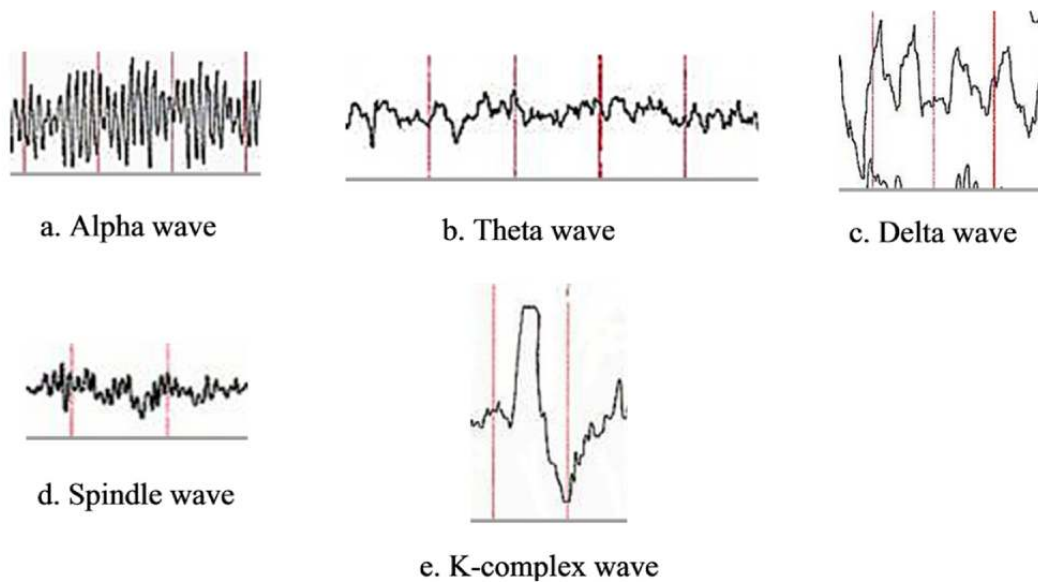 a. Alpha wave
b. Theta wave
c. Delta wave
d. Spindle wave
e. K-complex wave